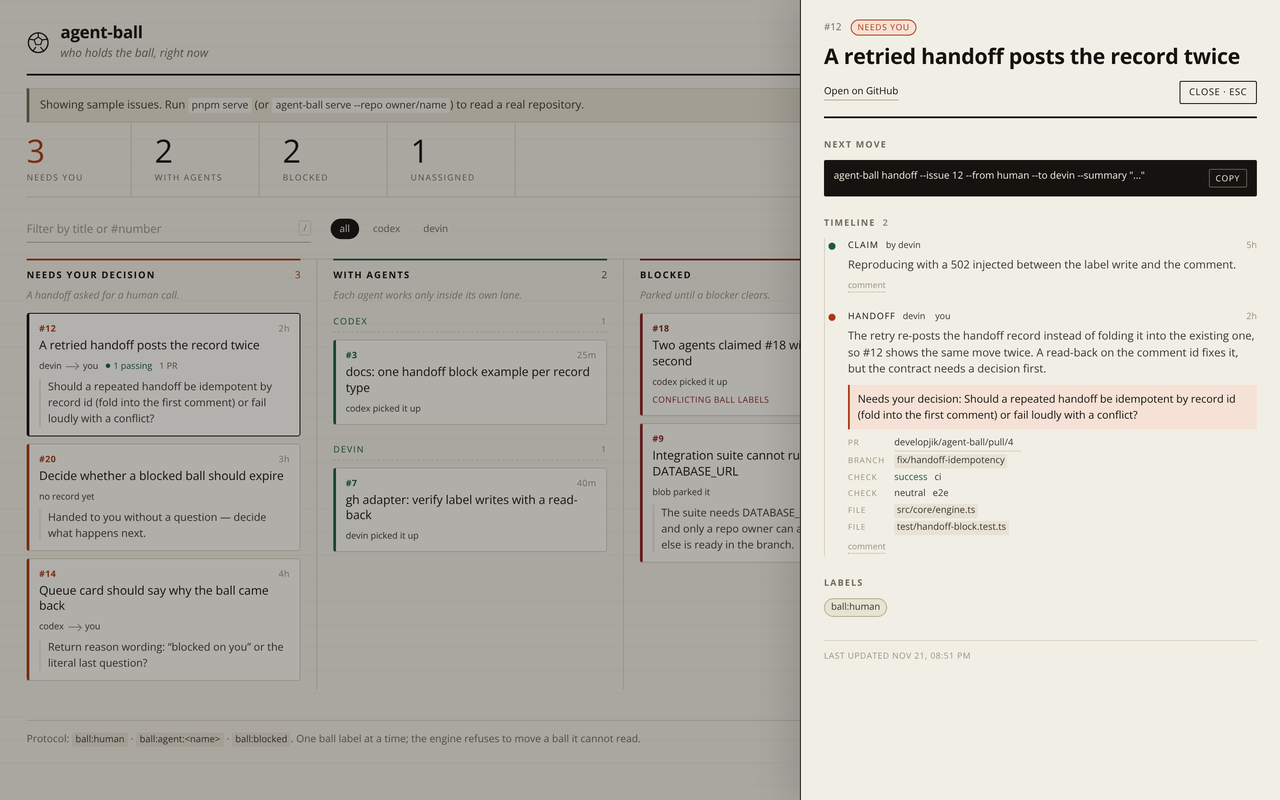 agent-ball
who holds the ball, right now
Showing sample issues. Run pnpm serve (or agent-ball serve --repo owner/name ) to read a real repository.
3
NEEDS YOU
2
WITH AGENTS
2
BLOCKED
1
UNASSIGNED
Filter by title or #number /
all codex devin
NEEDS YOUR DECISION 3
A handoff asked for a human call.
#12 2h
A retried handoff posts the record twice
devin → you • 1 passing 1 PR
Should a repeated handoff be idempotent by
record id (fold into the first comment) or fail
loudly with a conflict?
#20 3h
Decide whether a blocked ball should expire
no record yet
Handed to you without a question — decide
what happens next.
#14 4h
Queue card should say why the ball came
back
codex → you
Return reason wording: “blocked on you” or the
literal last question?
WITH AGENTS 2
Each agent works only inside its own lane.
CODEX 1
#3 25m
docs: one handoff block example per record
type
codex picked it up
DEVIN 1
#7 40m
gh adapter: verify label writes with a read-
back
devin picked it up
BLOCKED
Parked until a blocker clears.
#18
Two agents claimed #18 wi
second
codex picked it up
CONFLICTING BALL LABELS
#9
Integration suite cannot ru
DATABASE_URL
blob parked it
The suite needs DATABASE_
and only a repo owner can a
else is ready in the branch.
Protocol: ball:human · ball:agent:<name> · ball:blocked . One ball label at a time; the engine refuses to move a ball it cannot read.
#12 NEEDS YOU
A retried handoff posts the record twice
Open on GitHub
CLOSE · ESC
NEXT MOVE
agent-ball handoff --issue 12 --from human --to devin --summary "…"
COPY
TIMELINE 2
CLAIM by devin 5h
Reproducing with a 502 injected between the label write and the comment.
comment
HANDOFF devin you 2h
The retry re-posts the handoff record instead of folding it into the existing one,
so #12 shows the same move twice. A read-back on the comment id fixes it,
but the contract needs a decision first.
Needs your decision: Should a repeated handoff be idempotent by record id
(fold into the first comment) or fail loudly with a conflict?
PR developjik/agent-ball/pull/4
BRANCH fix/handoff-idempotency
CHECK success ci
CHECK neutral e2e
FILE src/core/engine.ts
FILE test/handoff-block.test.ts
comment
LABELS
ball:human
LAST UPDATED NOV 21, 08:51 PM